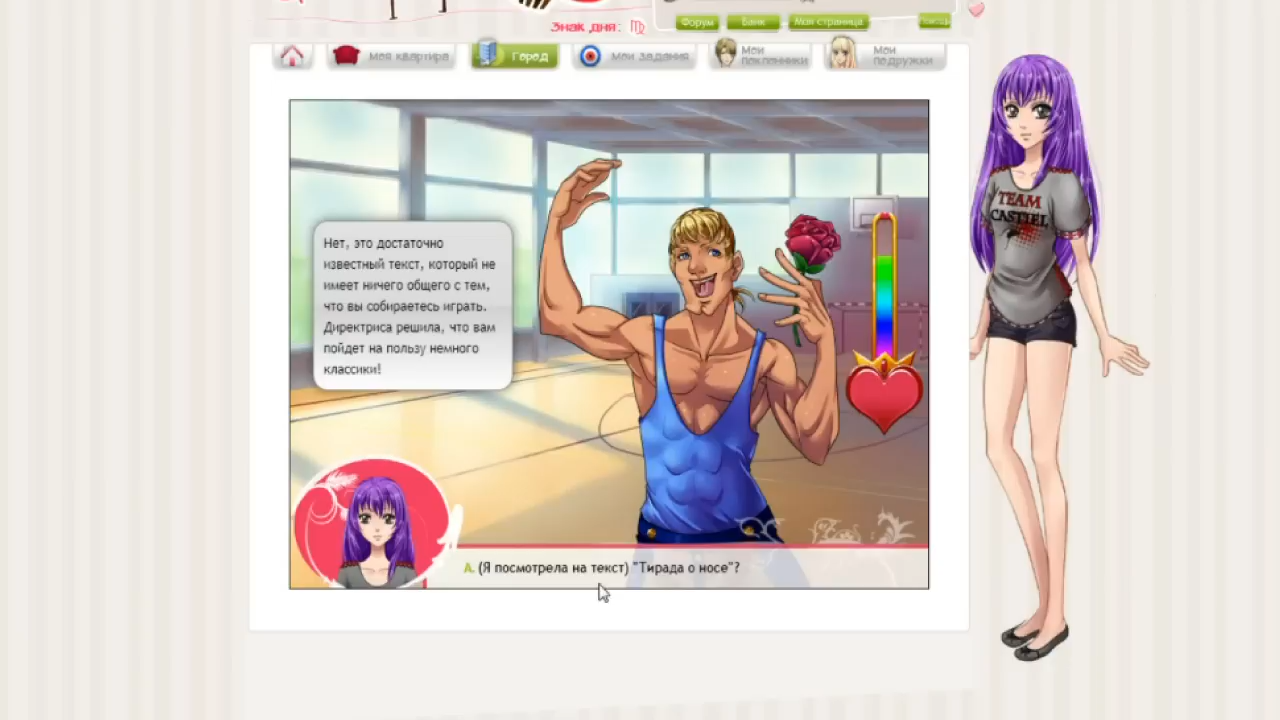 Знак дня:
Форум
Банк
Моя страница
Помощь
Моя квартира
Город
Мои задания
Мои
поклонники
Мои
подружки
TEAM
CASTIEL
Нет, это достаточно
известный текст, который не
имеет ничего общего с тем,
что вы собираетесь играть.
Директриса решила, что вам
пойдет на пользу немного
классики!
A. (Я посмотрела на текст) "Тирада о носе"?